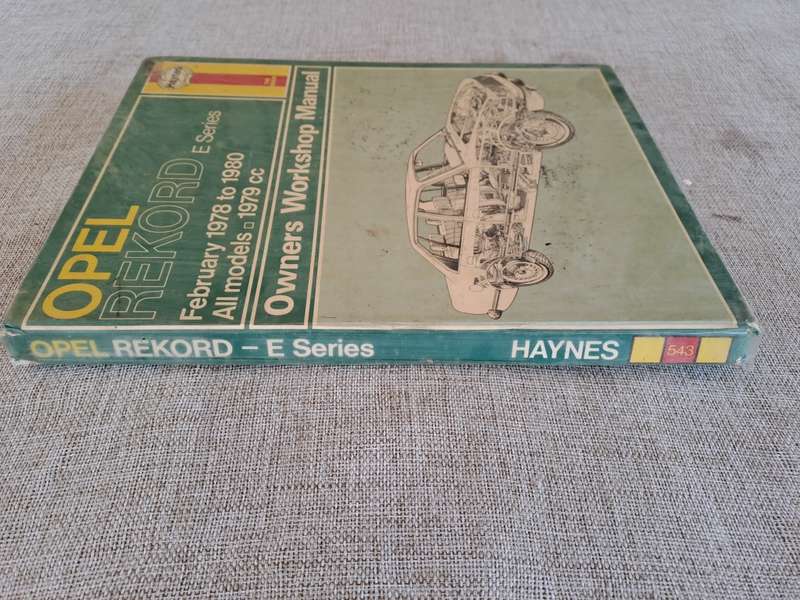 Haynes
OPEL
REKORD E Series
February 1978 to 1980
All models □ 1979 cc
Owners Workshop Manual
OPEL REKORD – E Series HAYNES 543